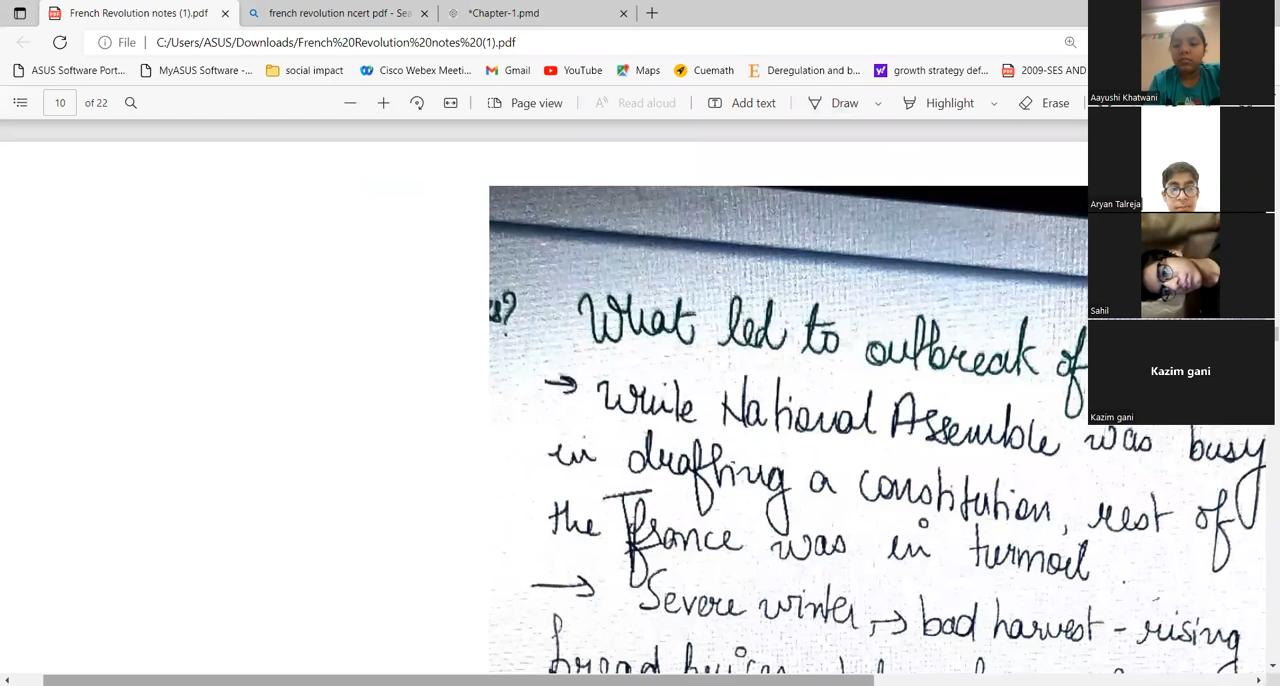 French Revolution notes (1).pdf
french revolution ncert pdf - Sea
*Chapter-1.pmd
File
C:/Users/ASUS/Downloads/French%20Revolution%20notes%20(1).pdf
ASUS Software Port...
MyASUS Software -...
social impact
Cisco Webex Meeti...
Gmail
YouTube
Maps
Cuemath
Deregulation and b...
growth strategy def...
2009-SES AND
10 of 22
Page view
Read aloud
Add text
Draw
Highlight
Erase
Aayushi Khatwani
Aryan Talreja
Sahil
Kazim gani
Kazim gani
What led to outbreak of
→ While National Assemble was busy
in drafting a constitution, rest of
the France was in turmoil
→ Severe winter → bad harvest - rising